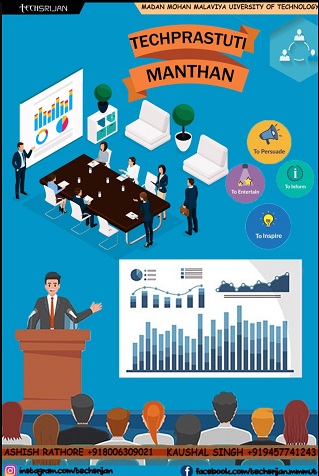 TECHSRIJAN
MADAN MOHAN MALAVIYA UIVERSITY OF TECHNOLOGY
TECHPRASTUTI
MANTHAN
To Persuade
To Entertain
To Inform
To Inspire
ASHISH RATHORE +918006309021 KAUSHAL SINGH +919457741243
instagram.com/techsrijan
facebook.com/techsrijan.mmmut